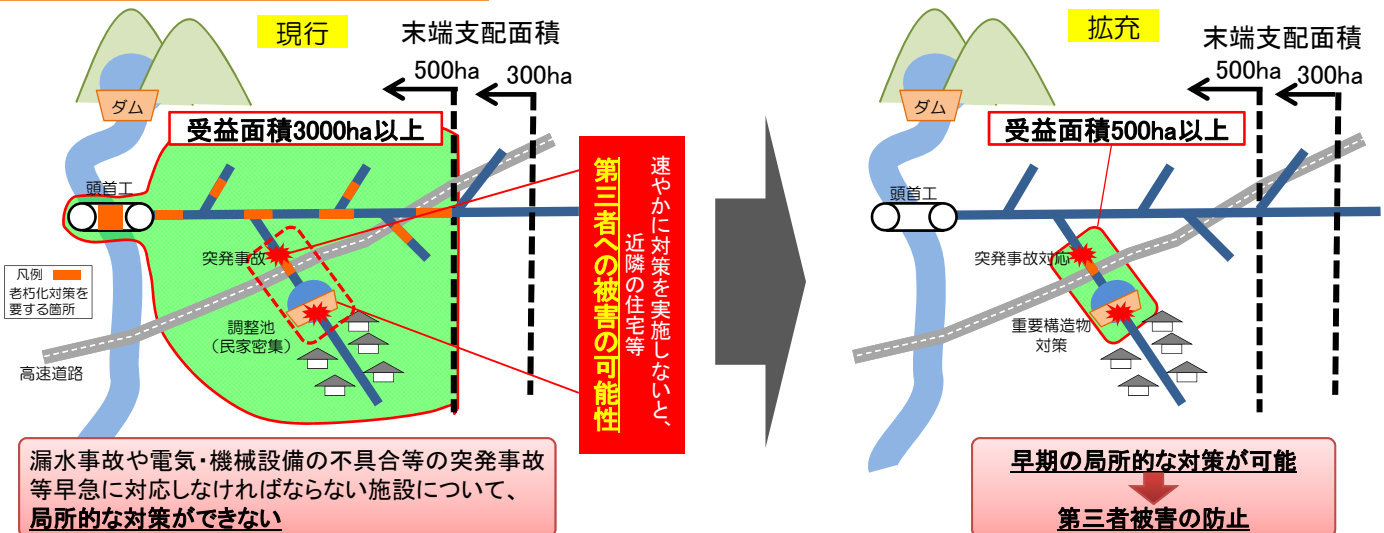 現行
末端支配面積
500ha
300ha
ダム
受益面積3000ha以上
頭首工
突発事故
凡例
老朽化対策を
要する箇所
調整池
（民家密集）
高速道路
速やかに対策を実施しないと、
近隣の住宅等
第三者への被害の可能性
漏水事故や電気・機械設備の不具合等の突発事故
等早急に対応しなければならない施設について、
局所的な対策ができない
拡充
末端支配面積
500ha
300ha
ダム
受益面積500ha以上
頭首工
突発事故対応
重要構造物
対策
早期の局所的な対策が可能
第三者被害の防止